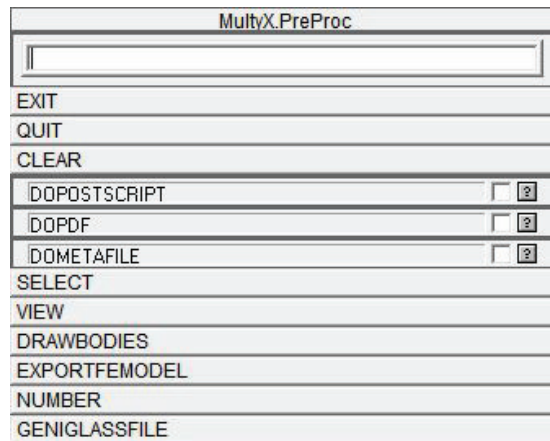 MultyX.PreProc
EXIT
QUIT
CLEAR
DOPOSTSCRIPT ?
DOPDF ?
DOMETAFILE ?
SELECT
VIEW
DRAWBODIES
EXPORTFEMODEL
NUMBER
GENIGLASSFILE